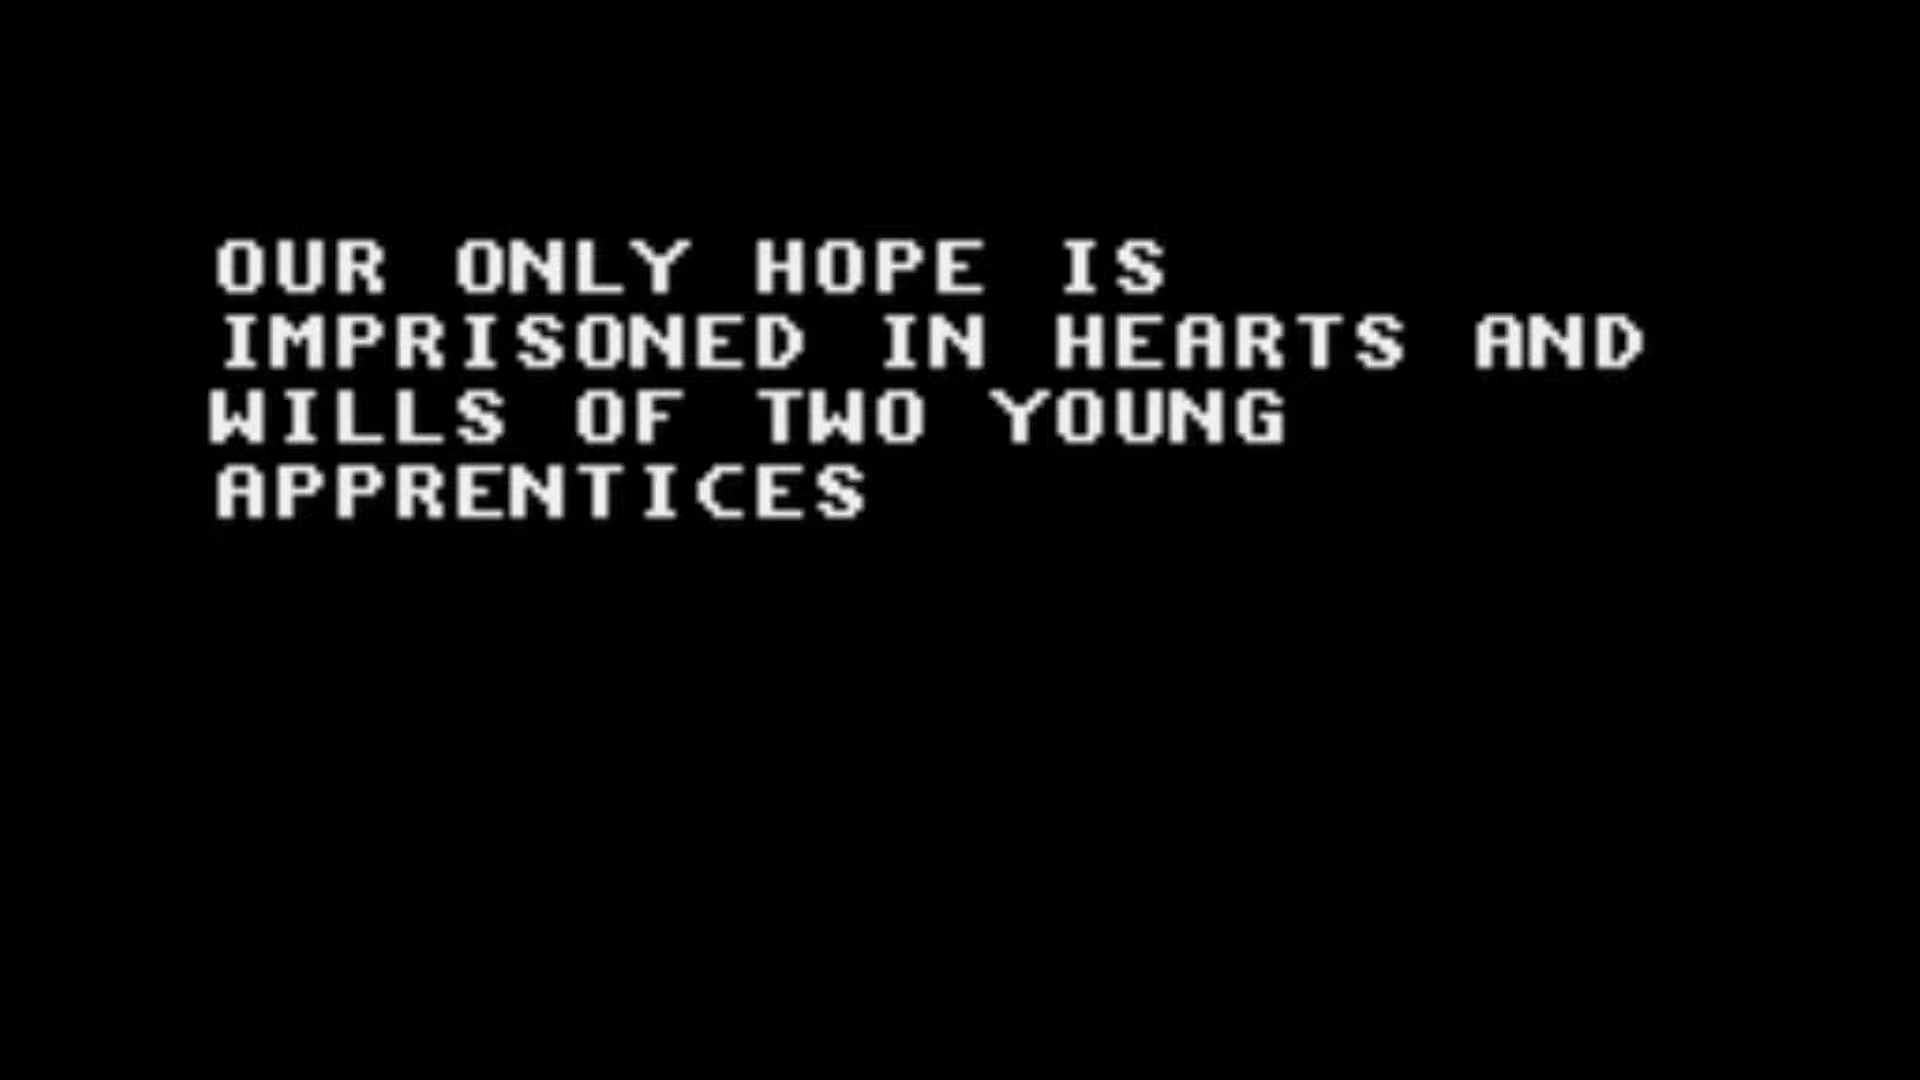 OUR ONLY HOPE IS
IMPRISONED IN HEARTS AND
WILLS OF TWO YOUNG
APPRENTICES